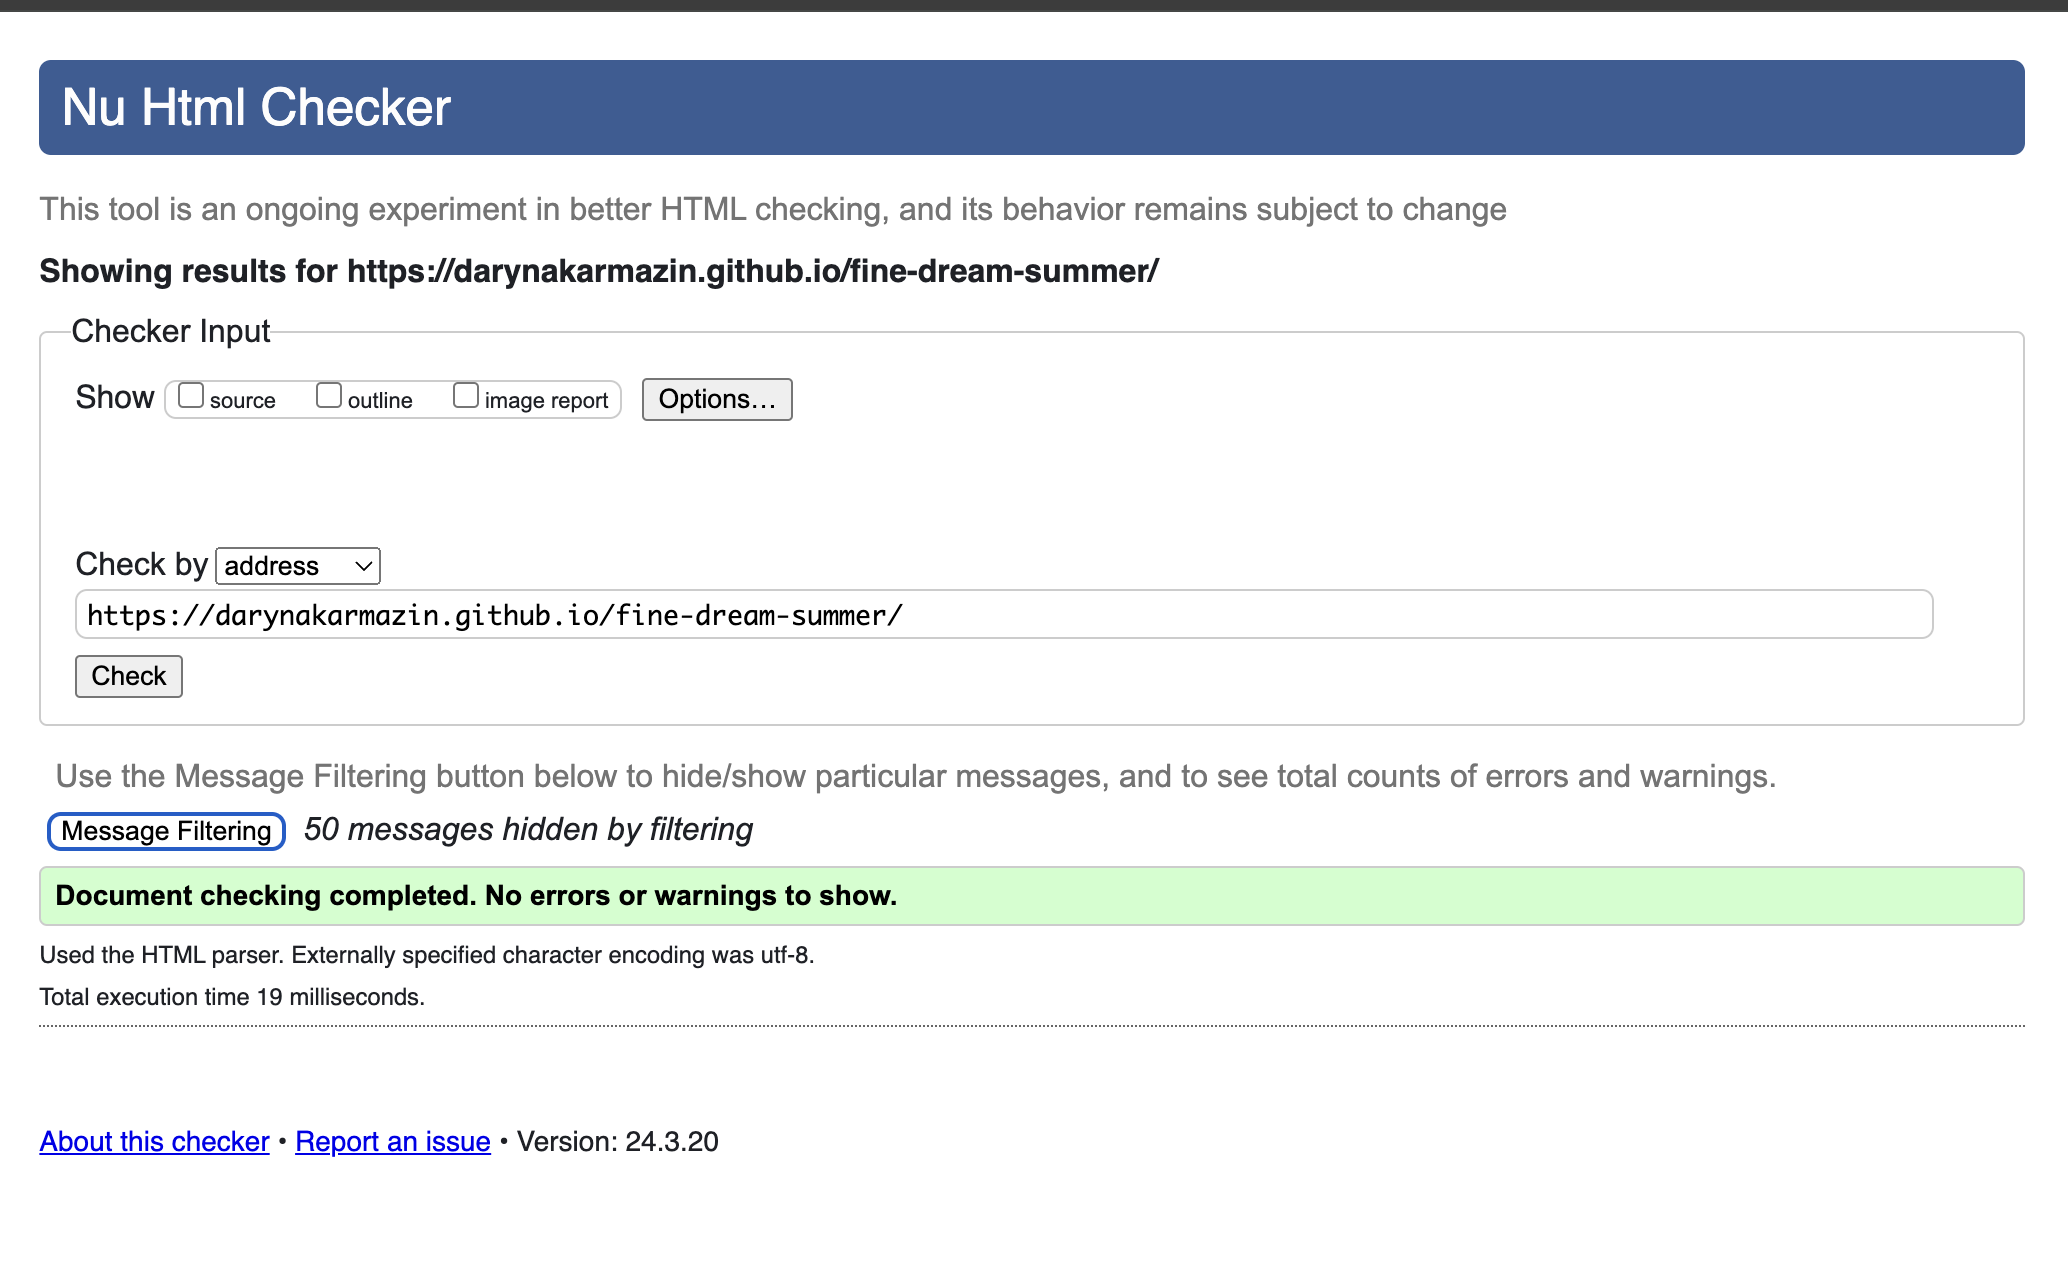 Nu Html Checker
This tool is an ongoing experiment in better HTML checking, and its behavior remains subject to change
Showing results for https://darynakarmazin.github.io/fine-dream-summer/
Checker Input
Show source outline image report Options...
Check by address
https://darynakarmazin.github.io/fine-dream-summer/
Check
Use the Message Filtering button below to hide/show particular messages, and to see total counts of errors and warnings.
Message Filtering 50 messages hidden by filtering
Document checking completed. No errors or warnings to show.
Used the HTML parser. Externally specified character encoding was utf-8.
Total execution time 19 milliseconds.
About this checker • Report an issue • Version: 24.3.20